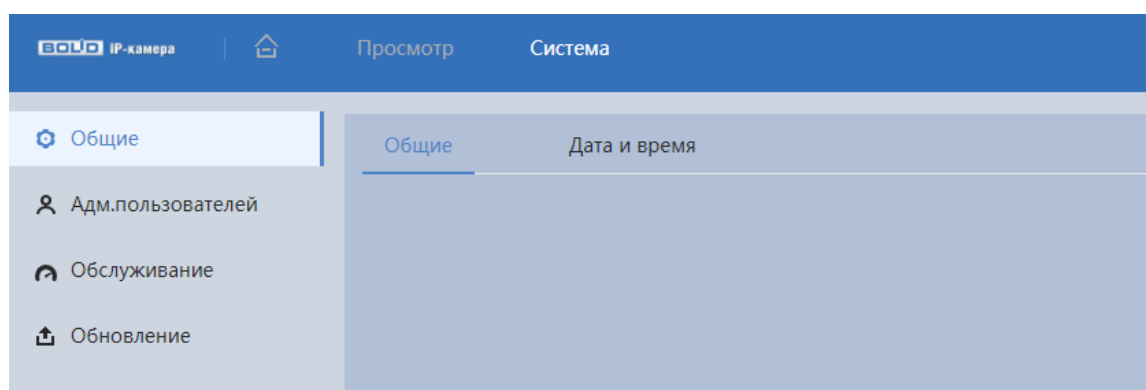 BOLID IP-камера Просмотр Система
Общие
Адм.пользователей
Обслуживание
Обновление
Общие Дата и время